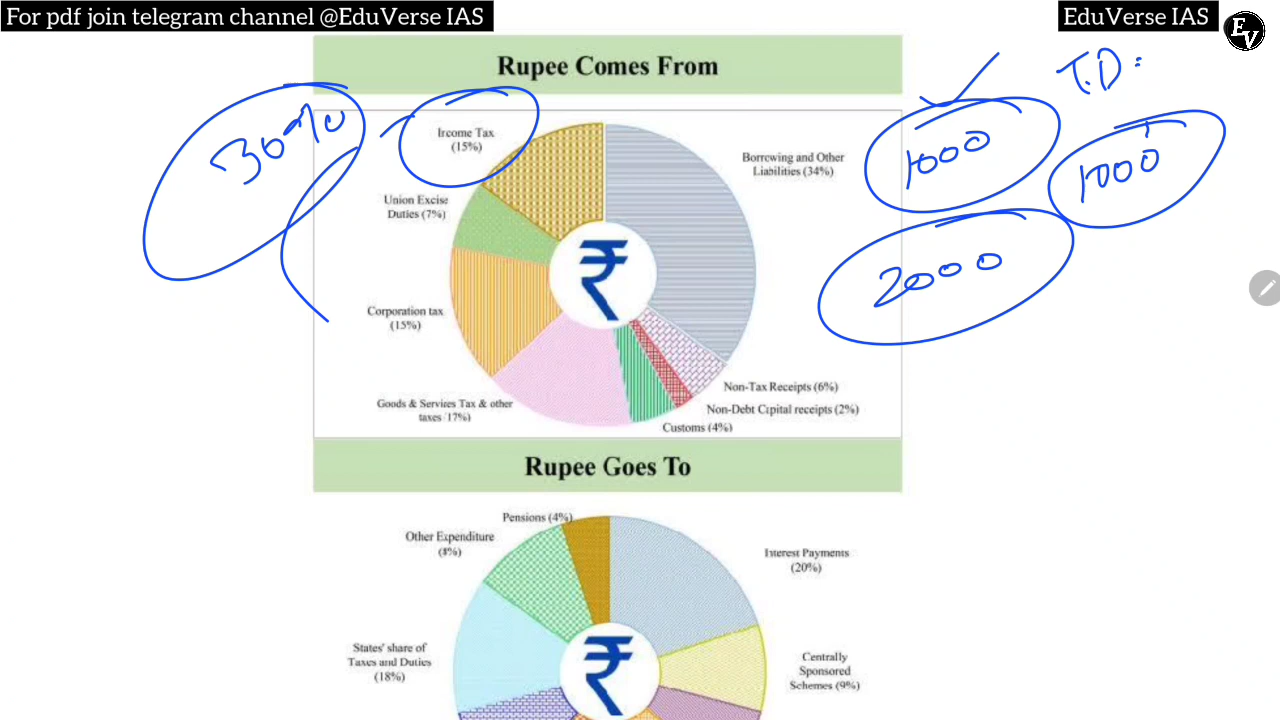 For pdf join telegram channel @EduVerse IAS
EduVerse IAS
EV
Rupee Comes From
T.D:
30%
Income Tax
(15%)
1000
1000
Borrowing and Other
Liabilities (34%)
Union Excise
Duties (7%)
2000
Corporation tax
(15%)
Non-Tax Receipts (6%)
Goods & Services Tax & other
taxes (17%)
Non-Debt Capital receipts (2%)
Customs (4%)
Rupee Goes To
Pensions (4%)
Other Expenditure
(8%)
Interest Payments
(20%)
States' share of
Taxes and Duties
(18%)
Centrally
Sponsored
Schemes (9%)